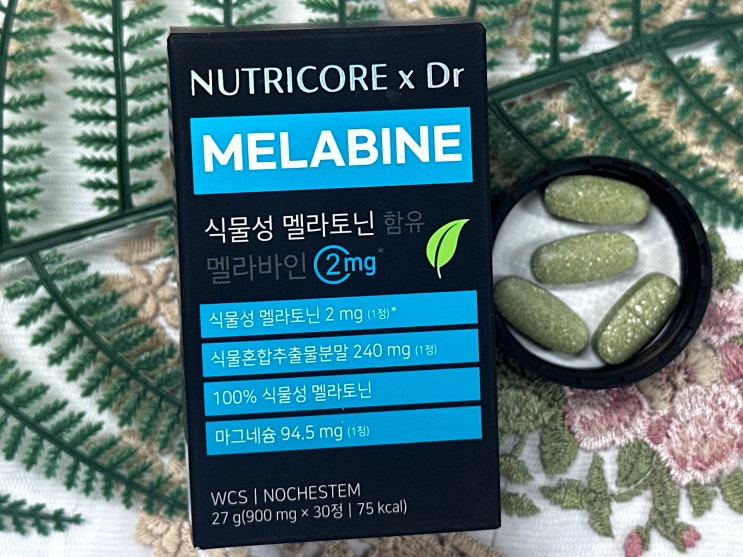 NUTRICORE x Dr
MELABINE
식물성 멜라토닌 함유
멜라바인 2mg*
식물성 멜라토닌 2 mg (1정)*
식물혼합추출물분말 240 mg (1정)
100% 식물성 멜라토닌
마그네슘 94.5 mg (1정)
WCS | NOCHESTEM
27 g(900 mg × 30정 | 75 kcal)